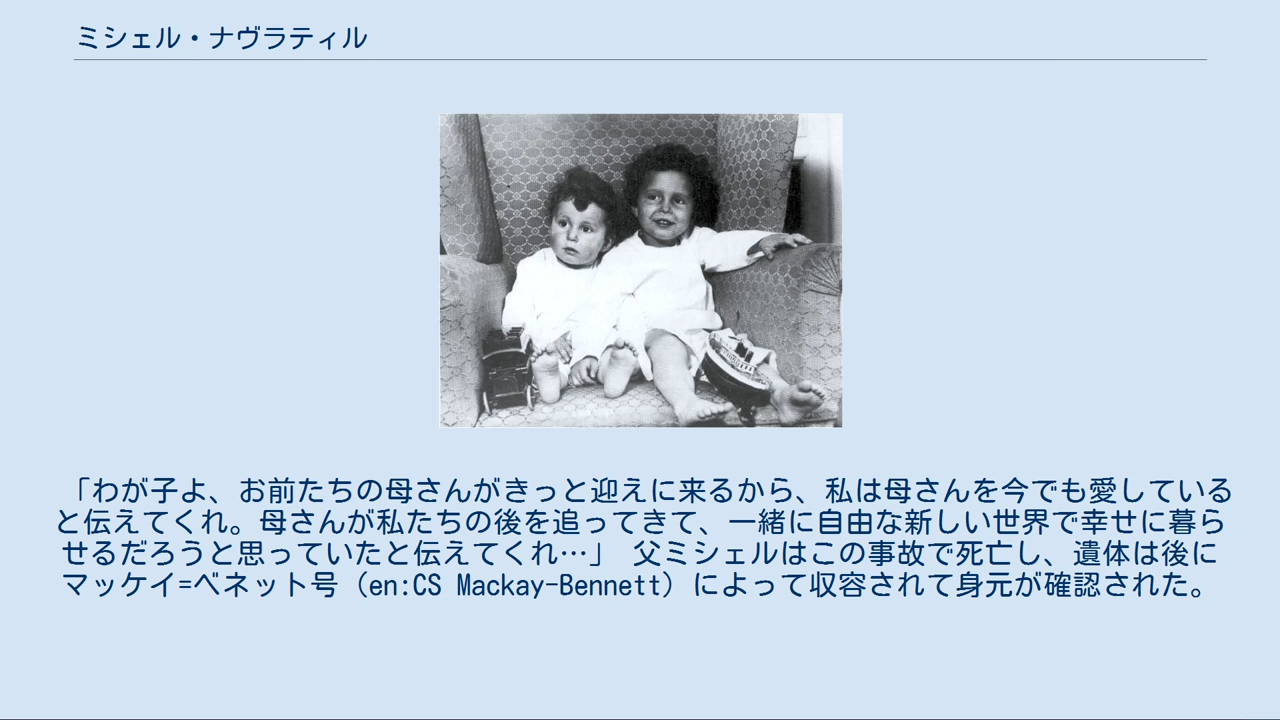 ミシェル・ナヴラティル
「わが子よ、お前たちの母さんがきっと迎えに来るから、私は母さんを今でも愛している
と伝えてくれ。母さんが私たちの後を追ってきて、一緒に自由な新しい世界で幸せに暮ら
せるだろうと思っていたと伝えてくれ…」 父ミシェルはこの事故で死亡し、遺体は後に
マッケイ=ベネット号（en:CS Mackay-Bennett）によって収容されて身元が確認された。